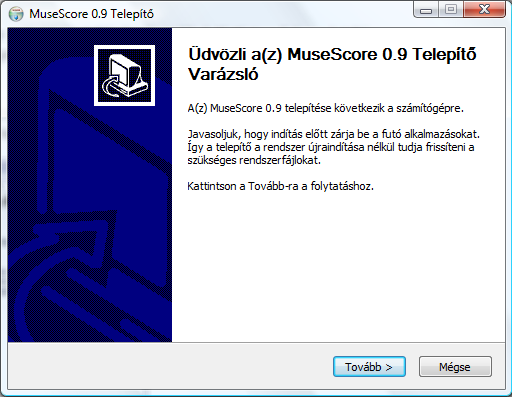 MuseScore 0.9 Telepítő
Üdvözli a(z) MuseScore 0.9 Telepítő
Varázsló
A(z) MuseScore 0.9 telepítése következik a számítógépre.
Javasoljuk, hogy indítás előtt zárja be a futó alkalmazásokat.
Így a telepítő a rendszer újraindítása nélkül tudja frissíteni a
szükséges rendszerfájlokat.
Kattintson a Tovább-ra a folytatáshoz.
Tovább >
Mégse